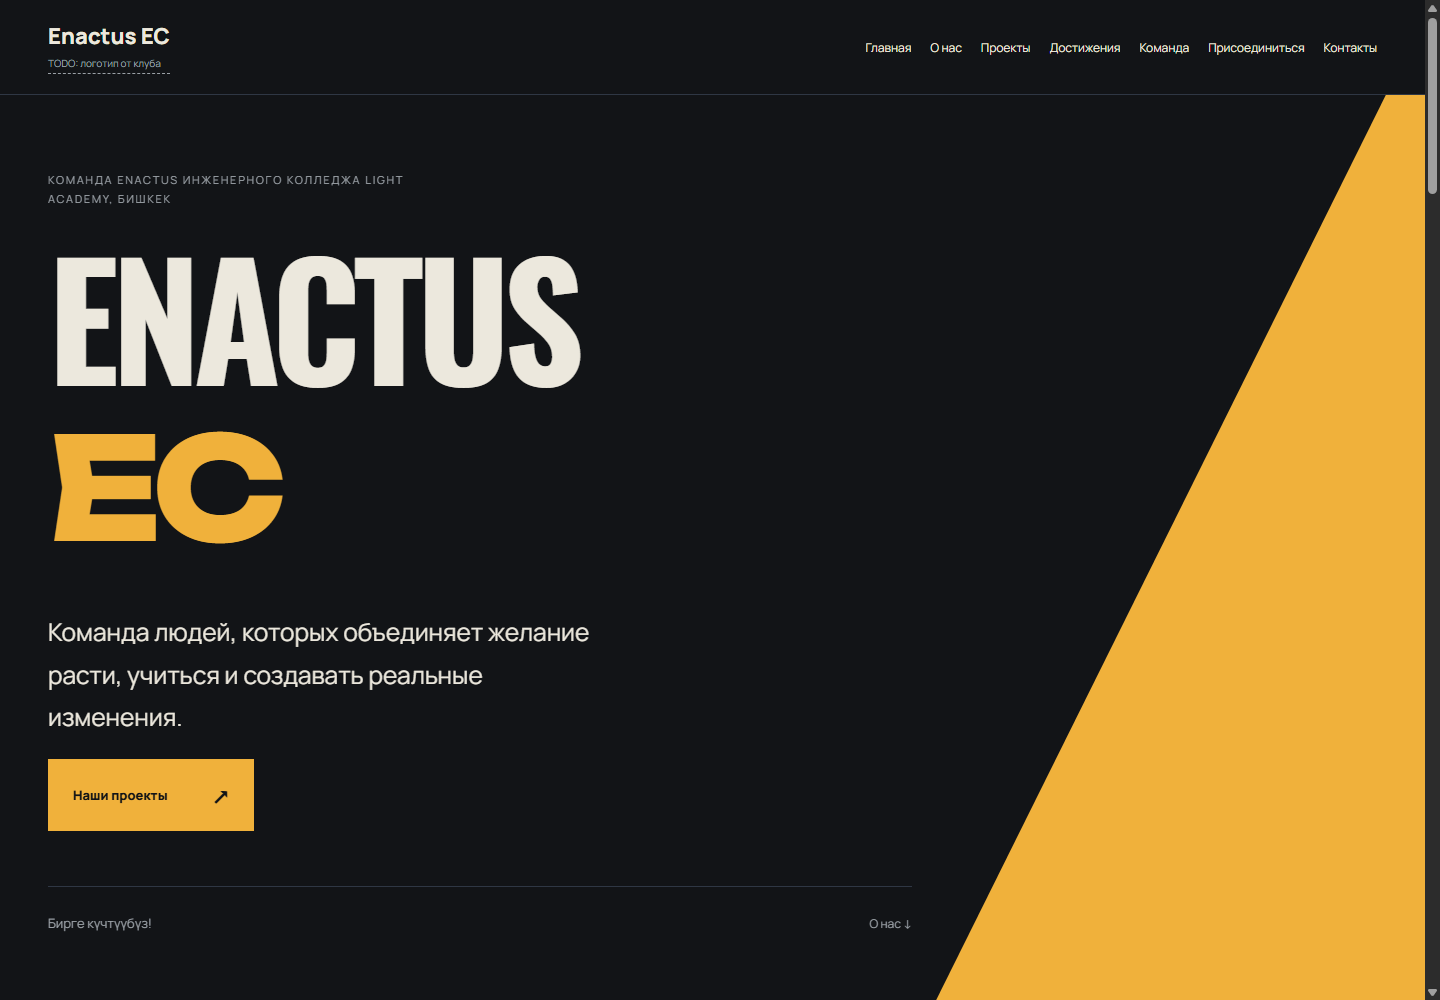 Enactus EC
TODO: логотип от клуба
Главная О нас Проекты Достижения Команда Присоединиться Контакты
КОМАНДА ENACTUS ИНЖЕНЕРНОГО КОЛЛЕДЖА LIGHT
ACADEMY, БИШКЕК
ENACTUS
EC
Команда людей, которых объединяет желание
расти, учиться и создавать реальные
изменения.
Наши проекты ↗
Бирге күчтүүбүз!
О нас ↓